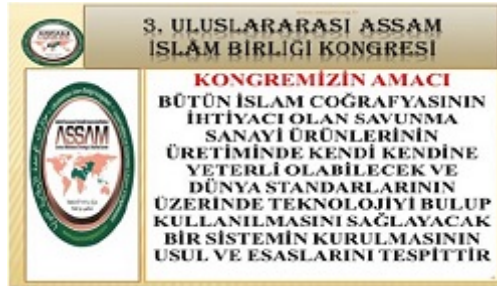 3. ULUSLARARASI ASSAM
İSLÂM BİRLİĞİ KONGRESİ
KONGREMİZİN AMACI
BÜTÜN İSLAM COĞRAFYASININ
İHTİYACI OLAN SAVUNMA
SANAYİ ÜRÜNLERİNİN
ÜRETİMİNDE KENDİ KENDİNE
YETERLİ OLABİLECEK VE
DÜNYA STANDARLARININ
ÜZERİNDE TEKNOLOJİYİ BULUP
KULLANILMASINI SAĞLAYACAK
BİR SİSTEMİN KURULMASININ
USUL VE ESASLARINI TESPİTTİR
ASSAM